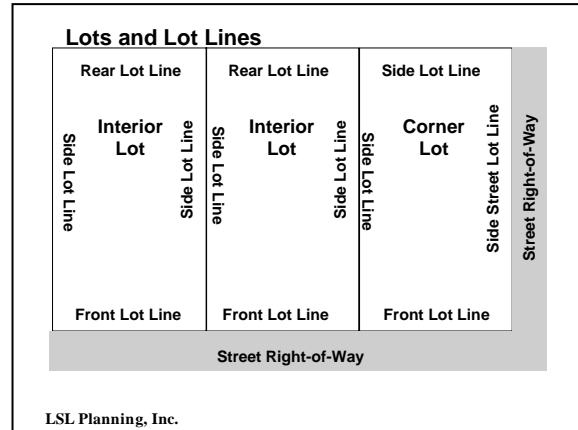 Lots and Lot Lines
Rear Lot Line
Rear Lot Line
Side Lot Line
Side Lot Line
Interior
Lot
Side Lot Line
Side Lot Line
Interior
Lot
Side Lot Line
Side Lot Line
Corner
Lot
Side Street Lot Line
Street Right-of-Way
Front Lot Line
Front Lot Line
Front Lot Line
Street Right-of-Way
LSL Planning, Inc.